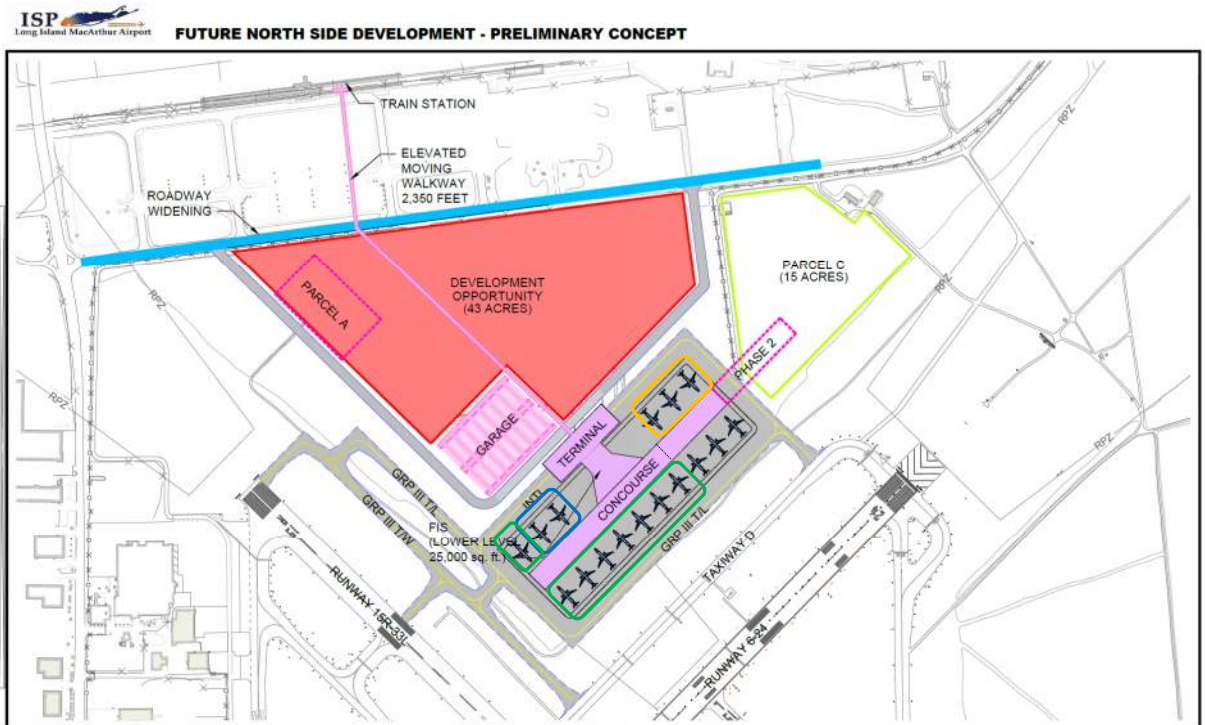 ISP
Long Island MacArthur Airport
FUTURE NORTH SIDE DEVELOPMENT - PRELIMINARY CONCEPT
TRAIN STATION
ELEVATED
MOVING
WALKWAY
2,350 FEET
ROADWAY
WIDENING
RPZ
RPZ
RPZ
RPZ
RPZ
PARCEL A
DEVELOPMENT
OPPORTUNITY
(43 ACRES)
PARCEL C
(15 ACRES)
PHASE 2
GARAGE
TERMINAL
CONCOURSE
INTL
FIS
(LOWER LEVEL
25,000 sq. ft.)
GRP III T/L
GRP III T/W
GRP III T/L
TAXIWAY D
RUNWAY 15R-33L
RUNWAY 6-24